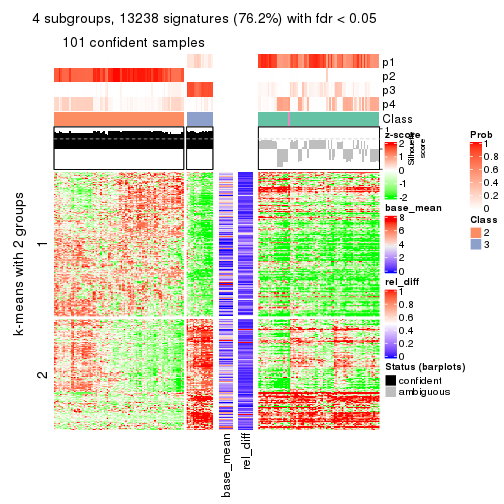 4 subgroups, 13238 signatures (76.2%) with fdr < 0.05
101 confident samples
p1
p2
p3
p4
Class
1
Silhouette
score
k-means with 2 groups
1
2
base_mean
rel_diff
z-score
2
1
0
-1
-2
base_mean
8
6
4
2
0
rel_diff
1
0.8
0.6
0.4
0.2
0
Status (barplots)
confident
ambiguous
Prob
1
0.8
0.6
0.4
0.2
0
Class
2
3